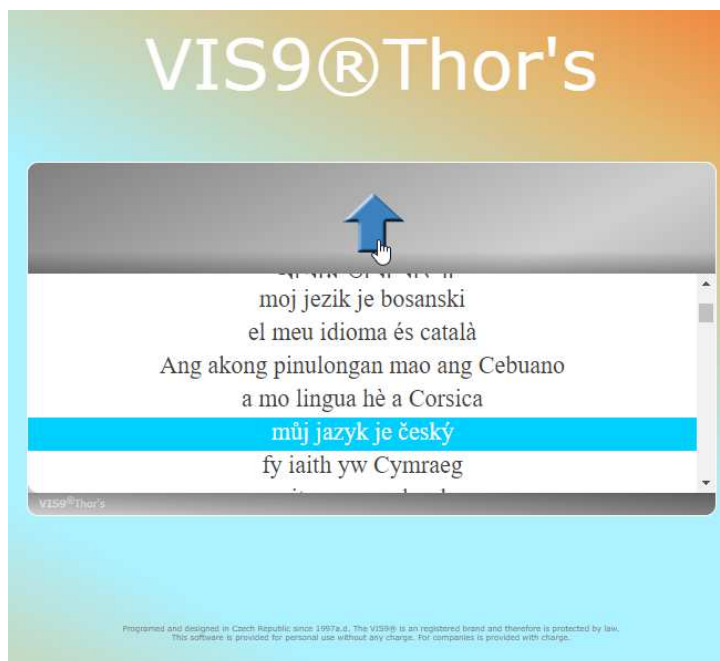 VIS9®Thor's
moj jezik je bosanski
el meu idioma és català
Ang akong pinulongan mao ang Cebuano
a mo lingua hè a Corsica
můj jazyk je český
fy iaith yw Cymraeg
VIS9®Thor's
Programed and designed in Czech Republic since 1997a.d. The VIS9® is an registered brand and therefore is protected by law.
This software is provided for personal use without any charge. For companies is provided with charge.